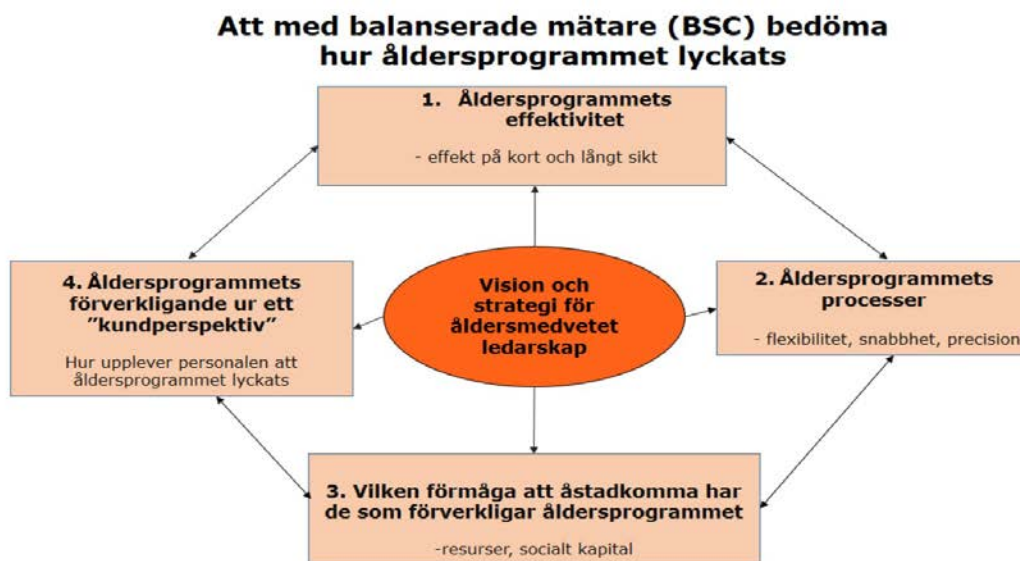 Att med balanserade mätare (BSC) bedöma
hur åldersprogrammet lyckats
1. Åldersprogrammets
effektivitet
- effekt på kort och långt sikt
4. Åldersprogrammets
förverkligande ur ett
”kundperspektiv”
Hur upplever personalen att
åldersprogrammet lyckats
Vision och
strategi för
åldersmedvetet
ledarskap
2. Åldersprogrammets
processer
- flexibilitet, snabbhet, precision
3. Vilken förmåga att åstadkomma har
de som förverkligar åldersprogrammet
-resurser, socialt kapital